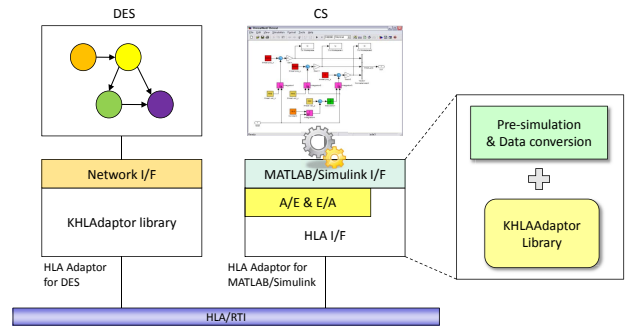 DES
CS
Network I/F
KHLAdaptor library
HLA Adaptor
for DES
MATLAB/Simulink I/F
A/E & E/A
HLA I/F
HLA Adaptor for
MATLAB/Simulink
Pre-simulation
& Data conversion
KHLAAdaptor
Library
HLA/RTI